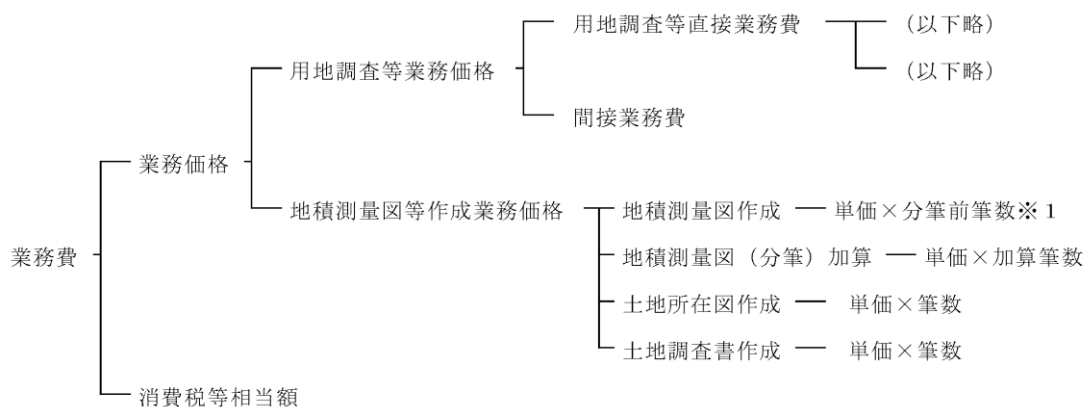 用地調査等直接業務費 （以下略）
用地調査等業務価格 （以下略）
間接業務費
業務価格
地積測量図等作成業務価格 地積測量図作成 単価×分筆前筆数※１
業務費 地積測量図（分筆）加算 単価×加算筆数
土地所在図作成 単価×筆数
土地調査書作成 単価×筆数
消費税等相当額